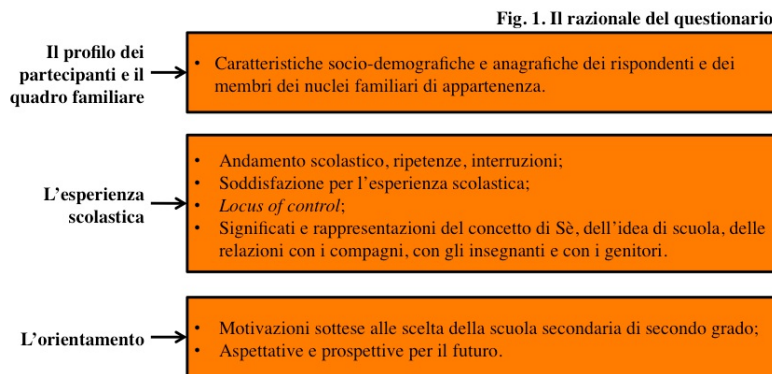 Fig. 1. Il razionale del questionario
Il profilo dei
partecipanti e il
quadro familiare
• Caratteristiche socio-demografiche e anagrafiche dei rispondenti e dei
membri dei nuclei familiari di appartenenza.
L'esperienza
scolastica
• Andamento scolastico, ripetenze, interruzioni;
• Soddisfazione per l'esperienza scolastica;
• Locus of control;
• Significati e rappresentazioni del concetto di Sè, dell'idea di scuola, delle
relazioni con i compagni, con gli insegnanti e con i genitori.
L'orientamento
• Motivazioni sottese alle scelta della scuola secondaria di secondo grado;
• Aspettative e prospettive per il futuro.